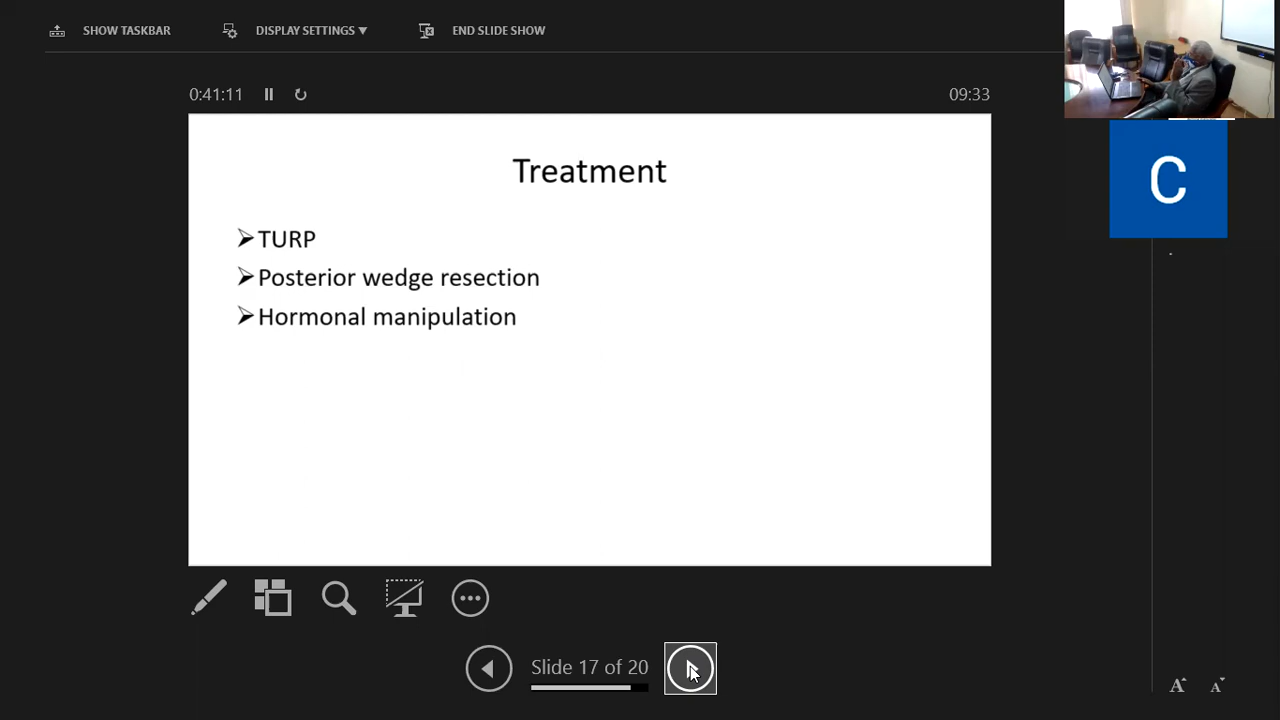 SHOW TASKBAR
DISPLAY SETTINGS ▼
END SLIDE SHOW
0:41:11
09:33
Treatment
➢TURP
➢Posterior wedge resection
➢Hormonal manipulation
C
Slide 17 of 20
A A